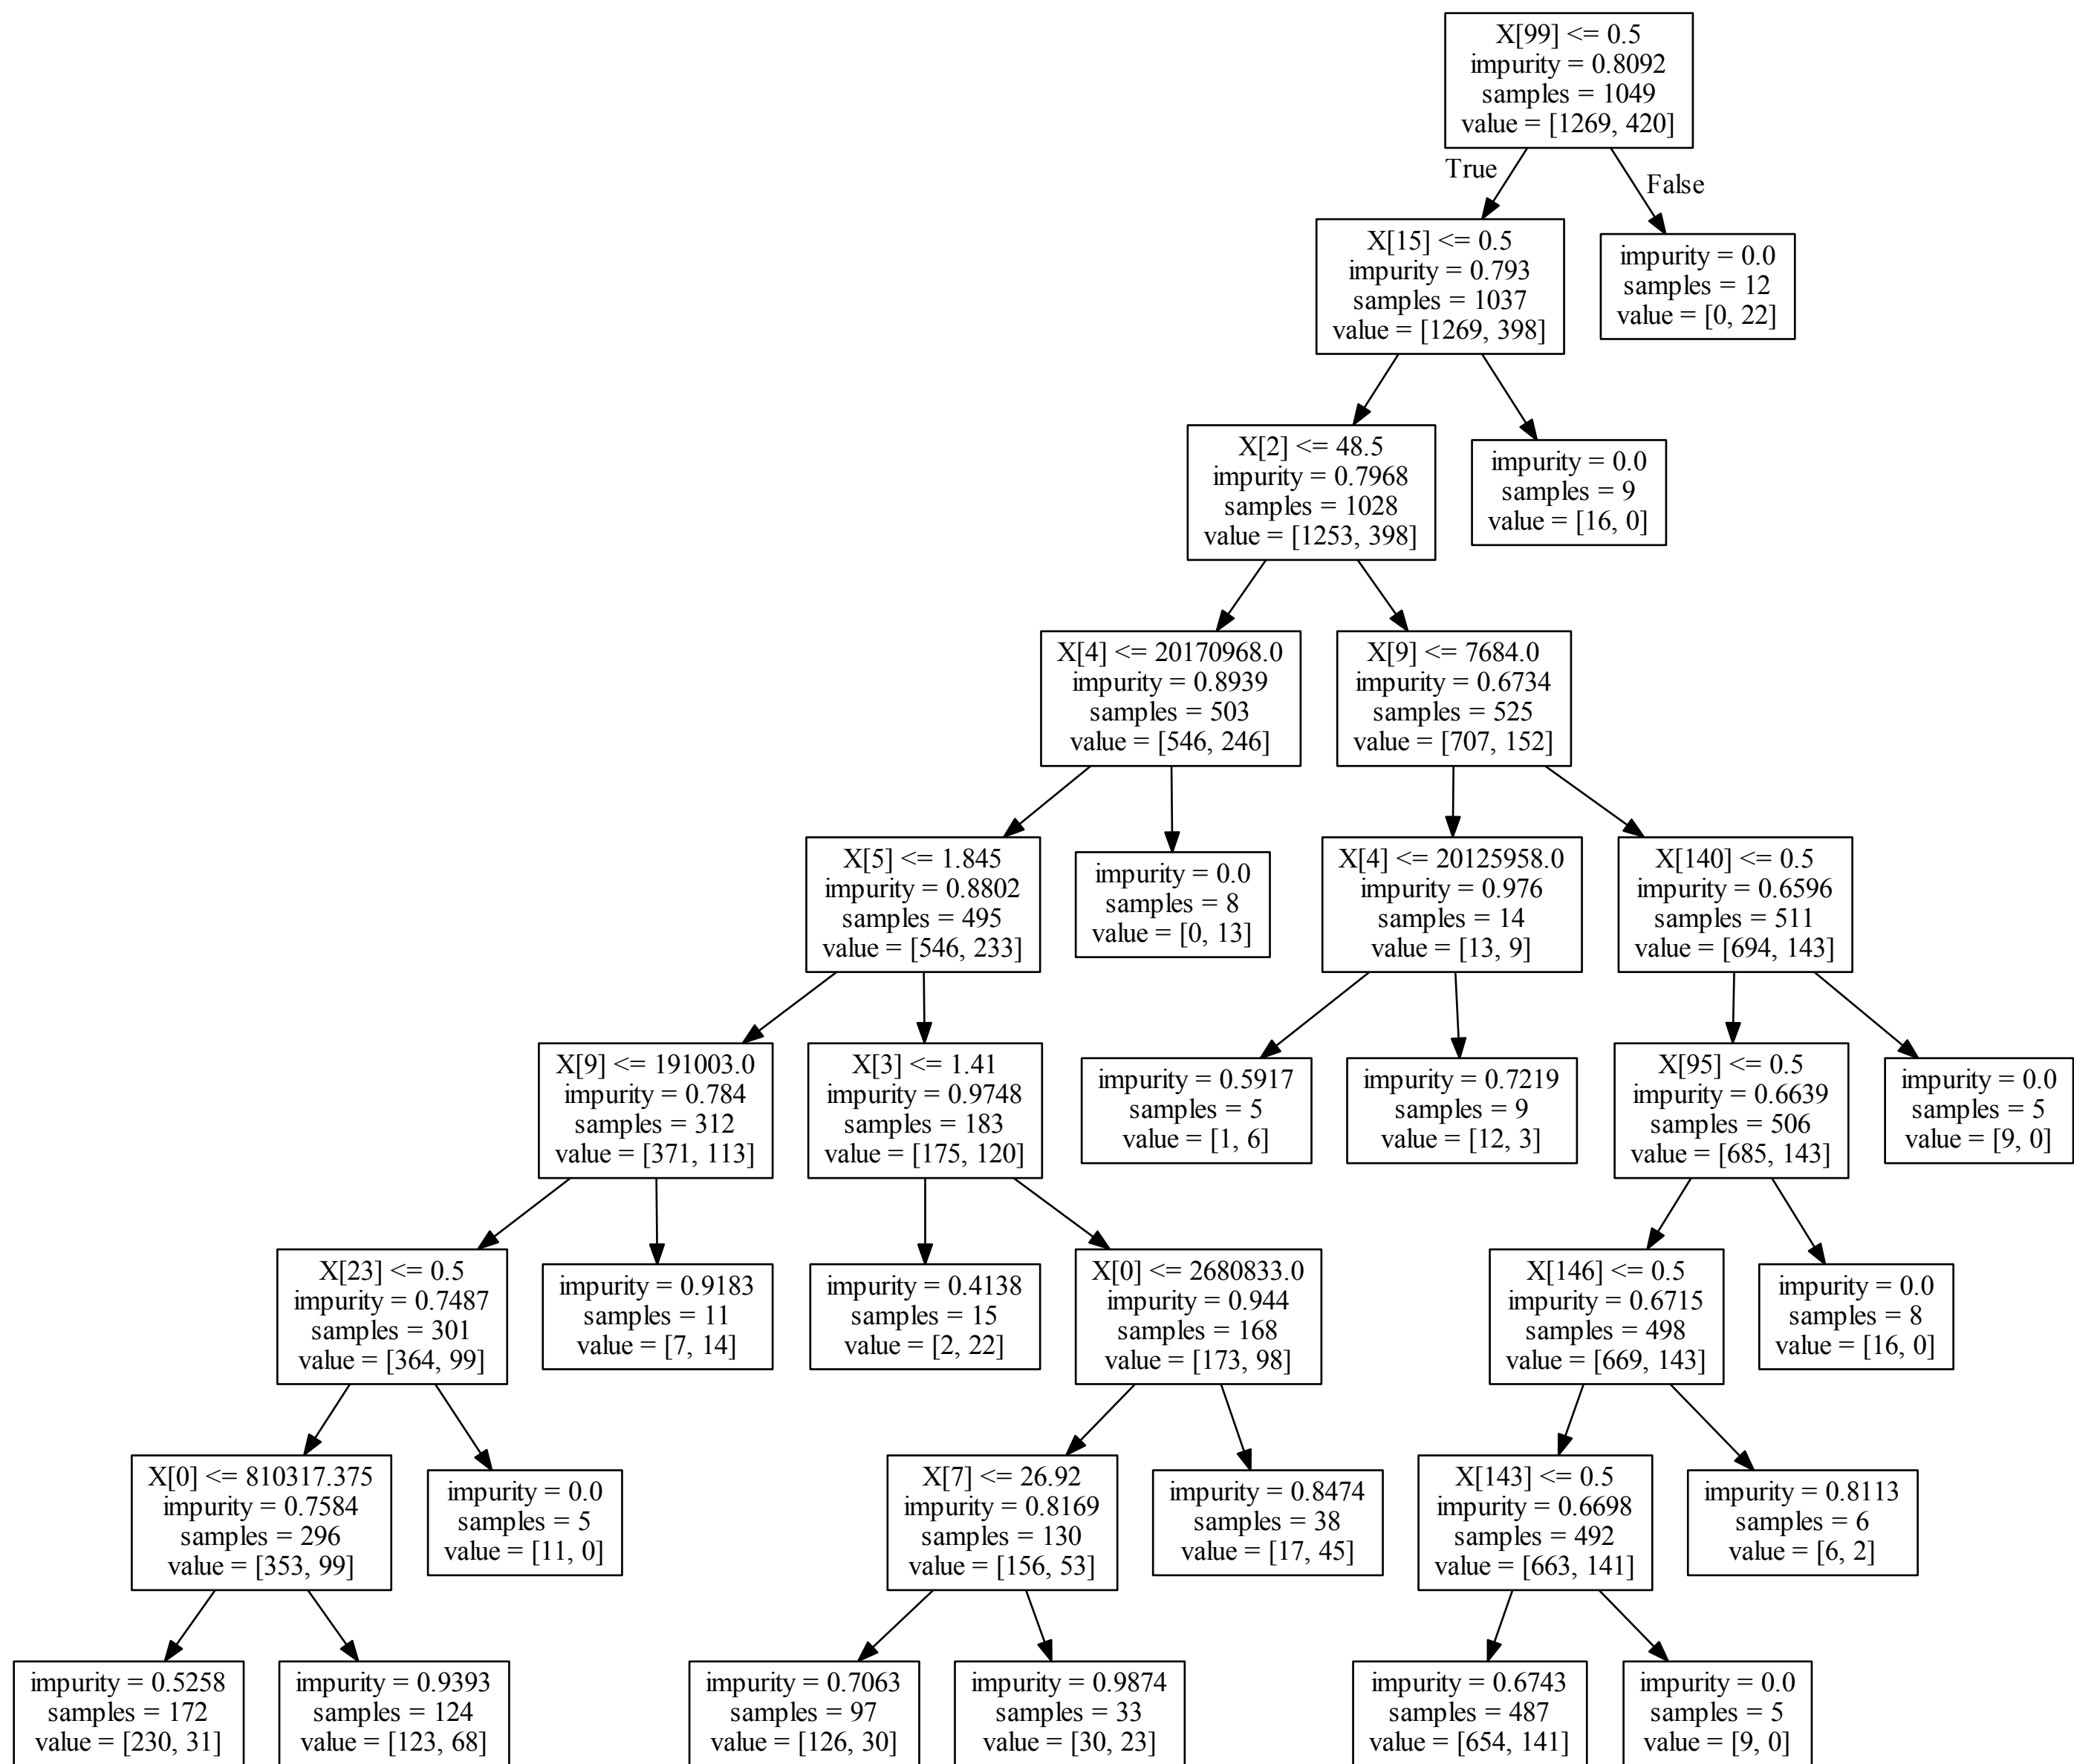 X[99] <= 0.5
impurity = 0.8092
samples = 1049
value = [1269, 420]
True
False
X[15] <= 0.5
impurity = 0.793
samples = 1037
value = [1269, 398]
impurity = 0.0
samples = 12
value = [0, 22]
X[2] <= 48.5
impurity = 0.7968
samples = 1028
value = [1253, 398]
impurity = 0.0
samples = 9
value = [16, 0]
X[4] <= 20170968.0
impurity = 0.8939
samples = 503
value = [546, 246]
X[9] <= 7684.0
impurity = 0.6734
samples = 525
value = [707, 152]
X[5] <= 1.845
impurity = 0.8802
samples = 495
value = [546, 233]
impurity = 0.0
samples = 8
value = [0, 13]
X[4] <= 20125958.0
impurity = 0.976
samples = 14
value = [13, 9]
X[140] <= 0.5
impurity = 0.6596
samples = 511
value = [694, 143]
X[9] <= 191003.0
impurity = 0.784
samples = 312
value = [371, 113]
X[3] <= 1.41
impurity = 0.9748
samples = 183
value = [175, 120]
impurity = 0.5917
samples = 5
value = [1, 6]
impurity = 0.7219
samples = 9
value = [12, 3]
X[95] <= 0.5
impurity = 0.6639
samples = 506
value = [685, 143]
impurity = 0.0
samples = 5
value = [9, 0]
X[23] <= 0.5
impurity = 0.7487
samples = 301
value = [364, 99]
impurity = 0.9183
samples = 11
value = [7, 14]
impurity = 0.4138
samples = 15
value = [2, 22]
X[0] <= 2680833.0
impurity = 0.944
samples = 168
value = [173, 98]
X[146] <= 0.5
impurity = 0.6715
samples = 498
value = [669, 143]
impurity = 0.0
samples = 8
value = [16, 0]
X[0] <= 810317.375
impurity = 0.7584
samples = 296
value = [353, 99]
impurity = 0.0
samples = 5
value = [11, 0]
X[7] <= 26.92
impurity = 0.8169
samples = 130
value = [156, 53]
impurity = 0.8474
samples = 38
value = [17, 45]
X[143] <= 0.5
impurity = 0.6698
samples = 492
value = [663, 141]
impurity = 0.8113
samples = 6
value = [6, 2]
impurity = 0.5258
samples = 172
value = [230, 31]
impurity = 0.9393
samples = 124
value = [123, 68]
impurity = 0.7063
samples = 97
value = [126, 30]
impurity = 0.9874
samples = 33
value = [30, 23]
impurity = 0.6743
samples = 487
value = [654, 141]
impurity = 0.0
samples = 5
value = [9, 0]